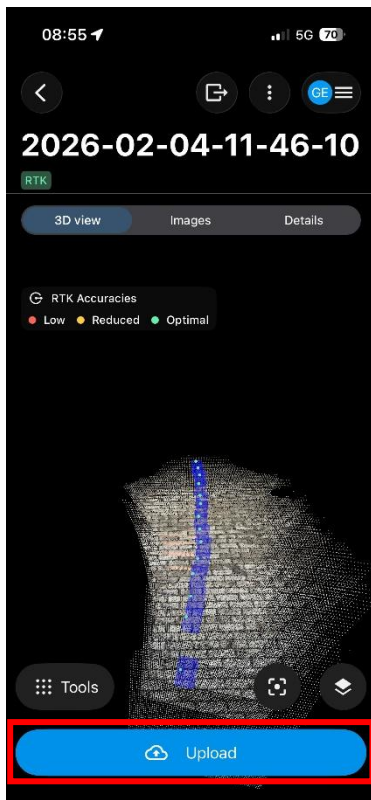 08:55 5G 70
GE
2026-02-04-11-46-10
RTK
3D view Images Details
RTK Accuracies
Low Reduced Optimal
Tools
Upload